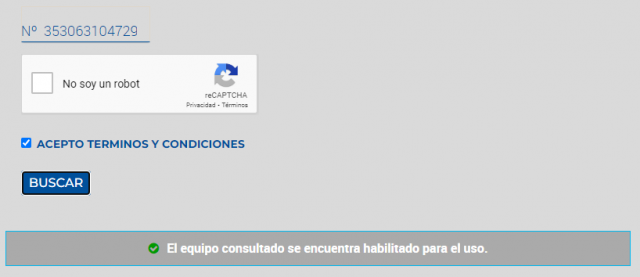 Nº 353063104729
No soy un robot
reCAPTCHA
Privacidad - Términos
ACEPTO TERMINOS Y CONDICIONES
BUSCAR
El equipo consultado se encuentra habilitado para el uso.